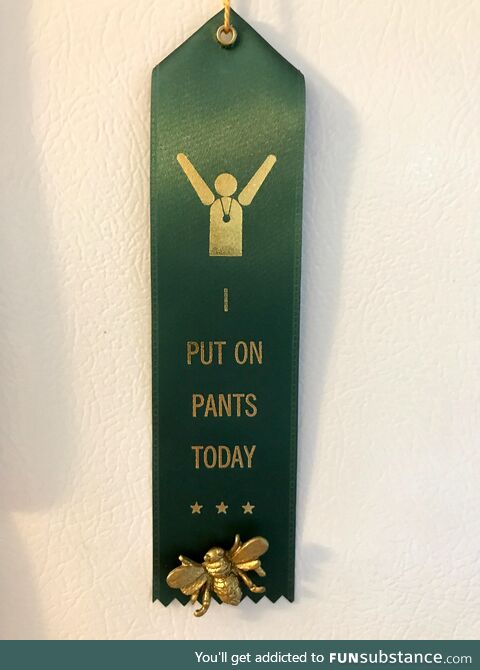 I
PUT ON
PANTS
TODAY
You'll get addicted to FUNsubstance.com